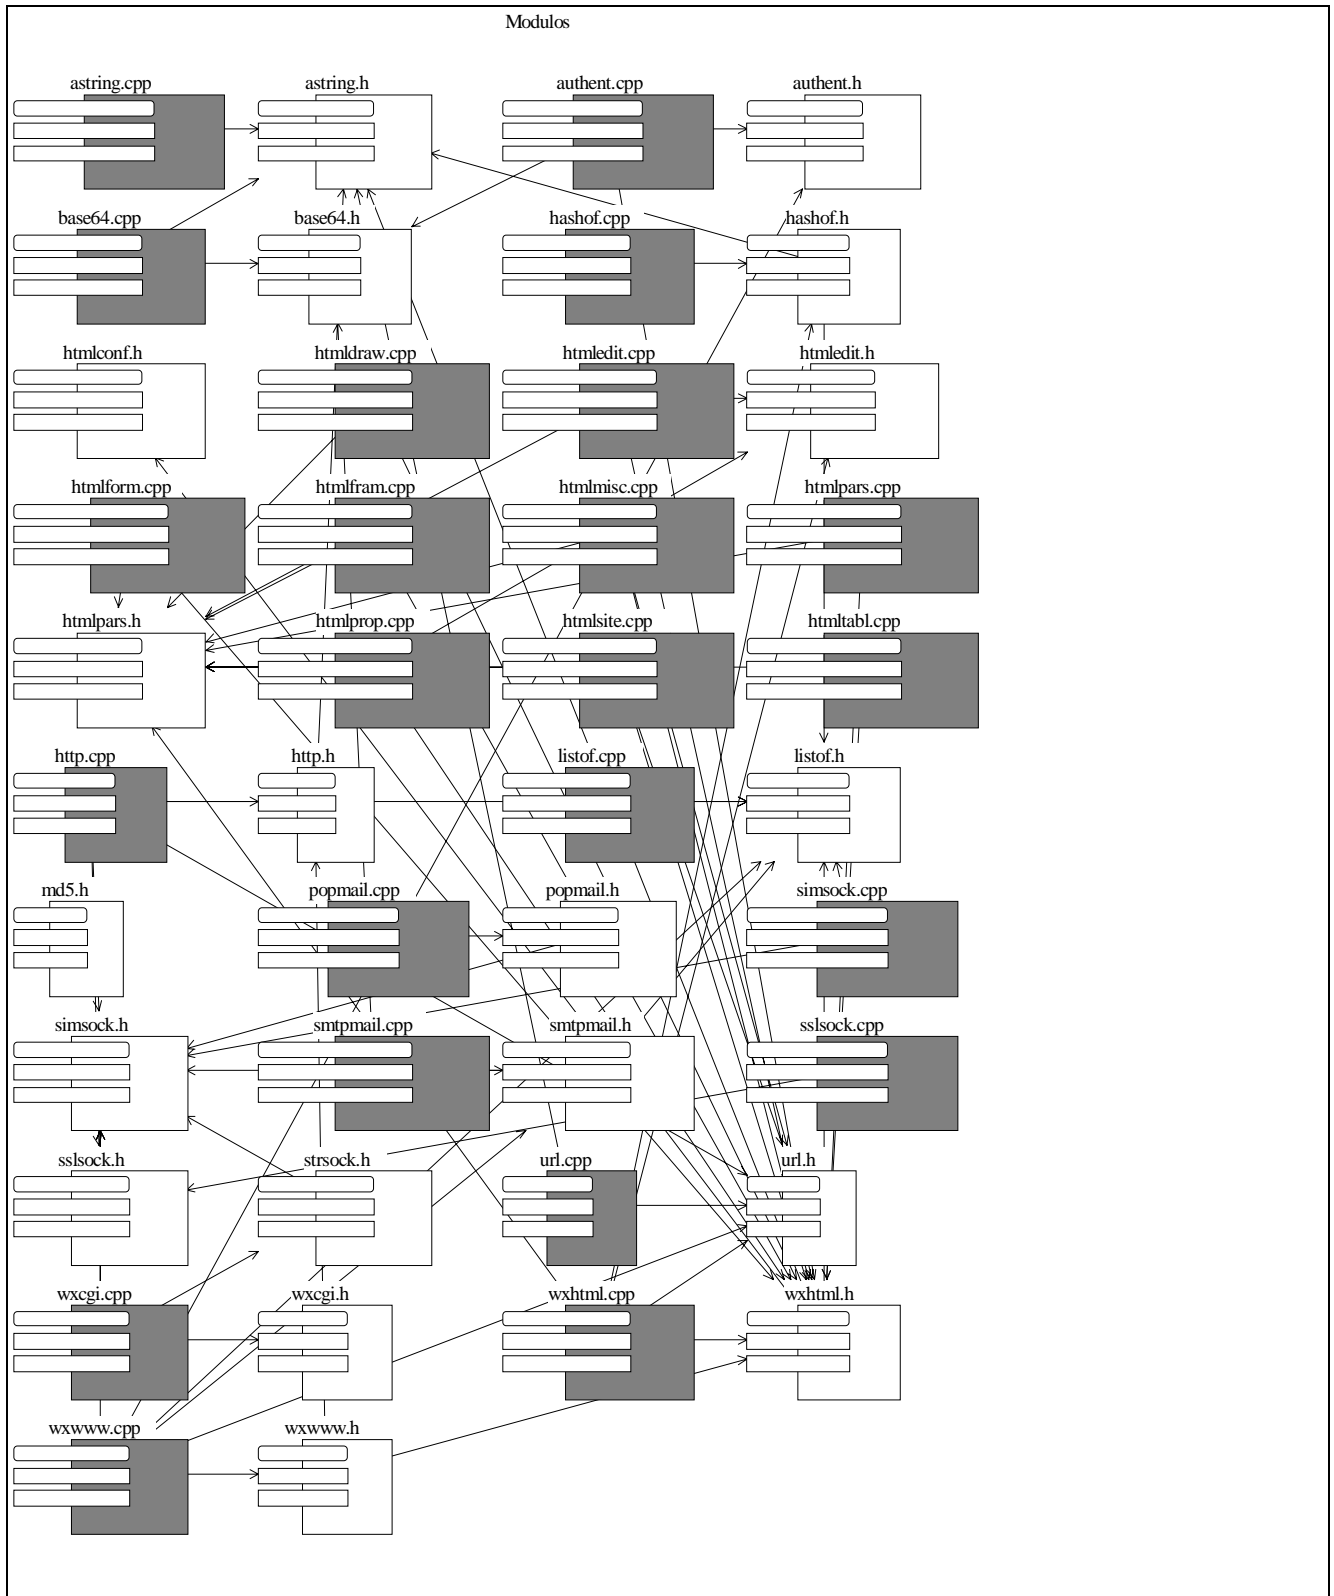 Modulos
astring.cpp astring.h authent.cpp authent.h
base64.cpp base64.h hashof.cpp hashof.h
htmlconf.h htmldraw.cpp htmledit.cpp htmledit.h
htmlform.cpp htmlfram.cpp htmlmisc.cpp htmlpars.cpp
htmlpars.h htmlprop.cpp htmlsite.cpp htmltabl.cpp
http.cpp http.h listof.cpp listof.h
md5.h popmail.cpp popmail.h simsock.cpp
simsock.h smtpmail.cpp smtpmail.h sslsock.cpp
sslsock.h strsock.h url.cpp url.h
wxcgi.cpp wxcgi.h wxhtml.cpp wxhtml.h
wxwww.cpp wxwww.h